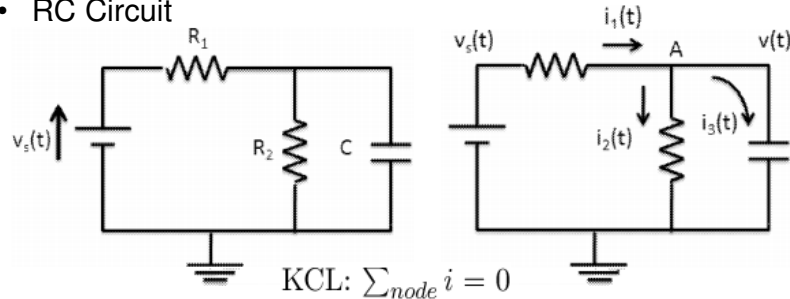 • RC Circuit
R₁
vₛ(t)
R₂
C
i₁(t)
vₛ(t)
A
v(t)
i₂(t)
i₃(t)
KCL: ∑node i = 0